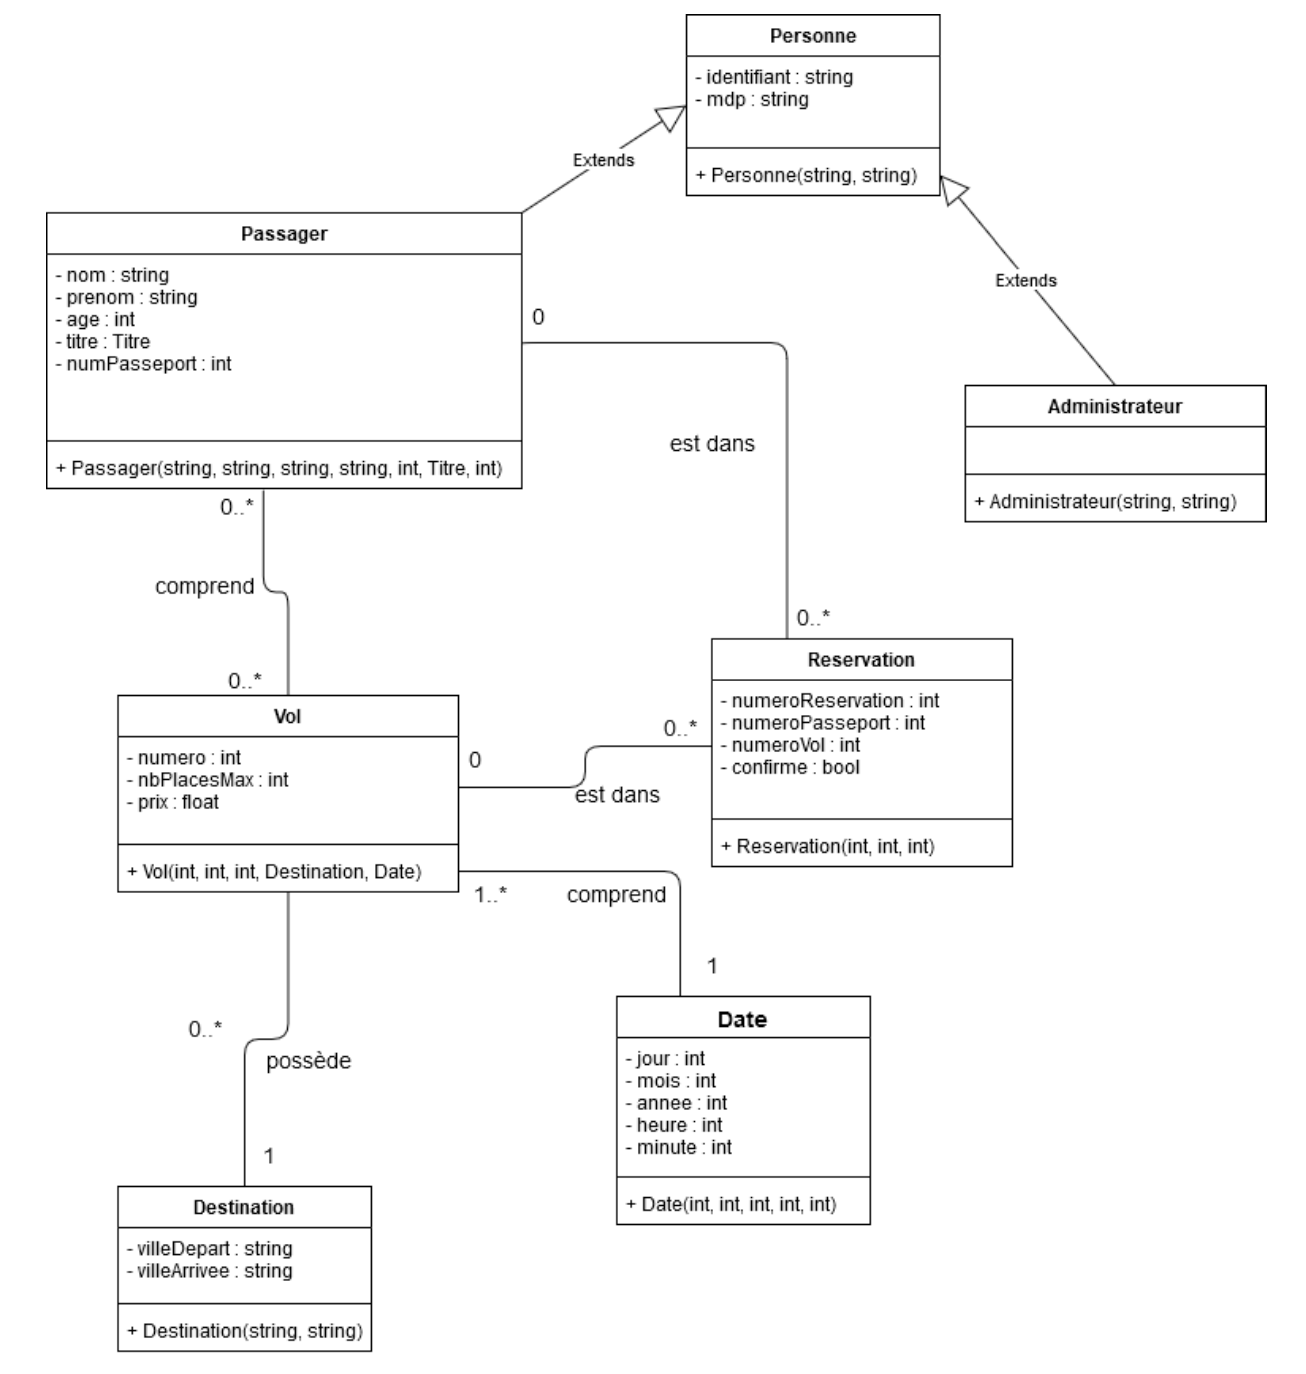 Personne
- identifiant : string
- mdp : string
+ Personne(string, string)
Extends
Extends
Passager
- nom : string
- prenom : string
- age : int
- titre : Titre
- numPasseport : int
+ Passager(string, string, string, string, int, Titre, int)
0
est dans
0..*
Administrateur
+ Administrateur(string, string)
0..*
comprend
0..*
Reservation
- numeroReservation : int
- numeroPasseport : int
- numeroVol : int
- confirme : bool
+ Reservation(int, int, int)
Vol
- numero : int
- nbPlacesMax : int
- prix : float
+ Vol(int, int, int, Destination, Date)
0
0..*
est dans
1..*
comprend
1
Date
- jour : int
- mois : int
- annee : int
- heure : int
- minute : int
+ Date(int, int, int, int, int)
0..*
possède
1
Destination
- villeDepart : string
- villeArrivee : string
+ Destination(string, string)